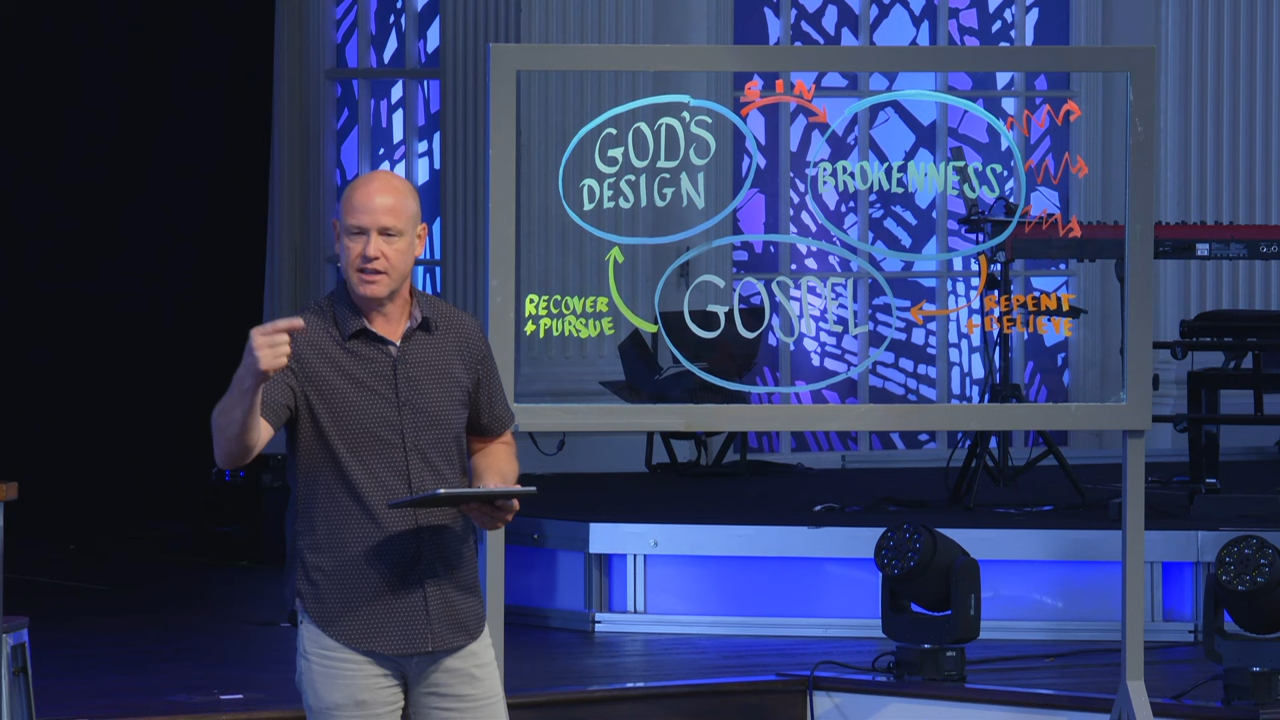 SIN
GOD'S
DESIGN
BROKENNESS
GOSPEL
RECOVER
+ PURSUE
REPENT
+ BELIEVE